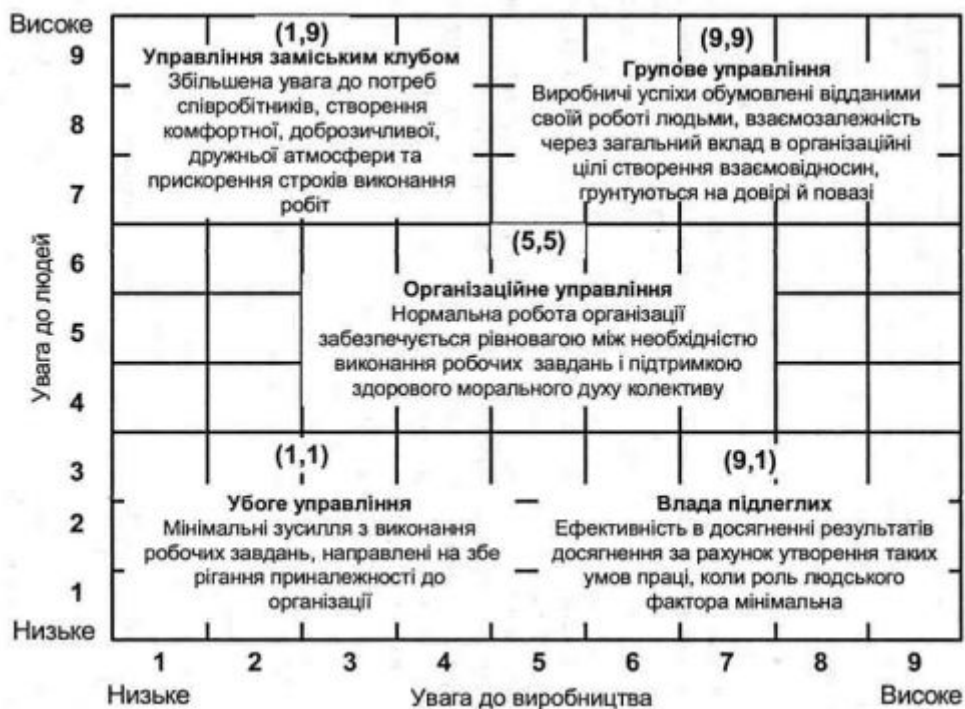 Високе
9
8
7
6
5
4
3
2
1
Низьке
Увага до людей
(1,9)
Управління заміським клубом
Збільшена увага до потреб
співробітників, створення
комфортної, доброзичливої,
дружньої атмосфери та
прискорення строків виконання
робіт
(9,9)
Групове управління
Виробничі успіхи обумовлені відданими
своїй роботі людьми, взаємозалежність
через загальний вклад в організаційні
цілі створення взаємовідносин,
грунтуються на довірі й повазі
(5,5)
Організаційне управління
Нормальна робота організації
забезпечується рівновагою між необхідністю
виконання робочих завдань і підтримкою
здорового морального духу колективу
(1,1)
Убоге управління
Мінімальні зусилля з виконання
робочих завдань, направлені на збе
рігання приналежності до
організації
(9,1)
Влада підлеглих
Ефективність в досягненні результатів
досягнення за рахунок утворення таких
умов праці, коли роль людського
фактора мінімальна
1 2 3 4 5 6 7 8 9
Низьке Увага до виробництва Високе